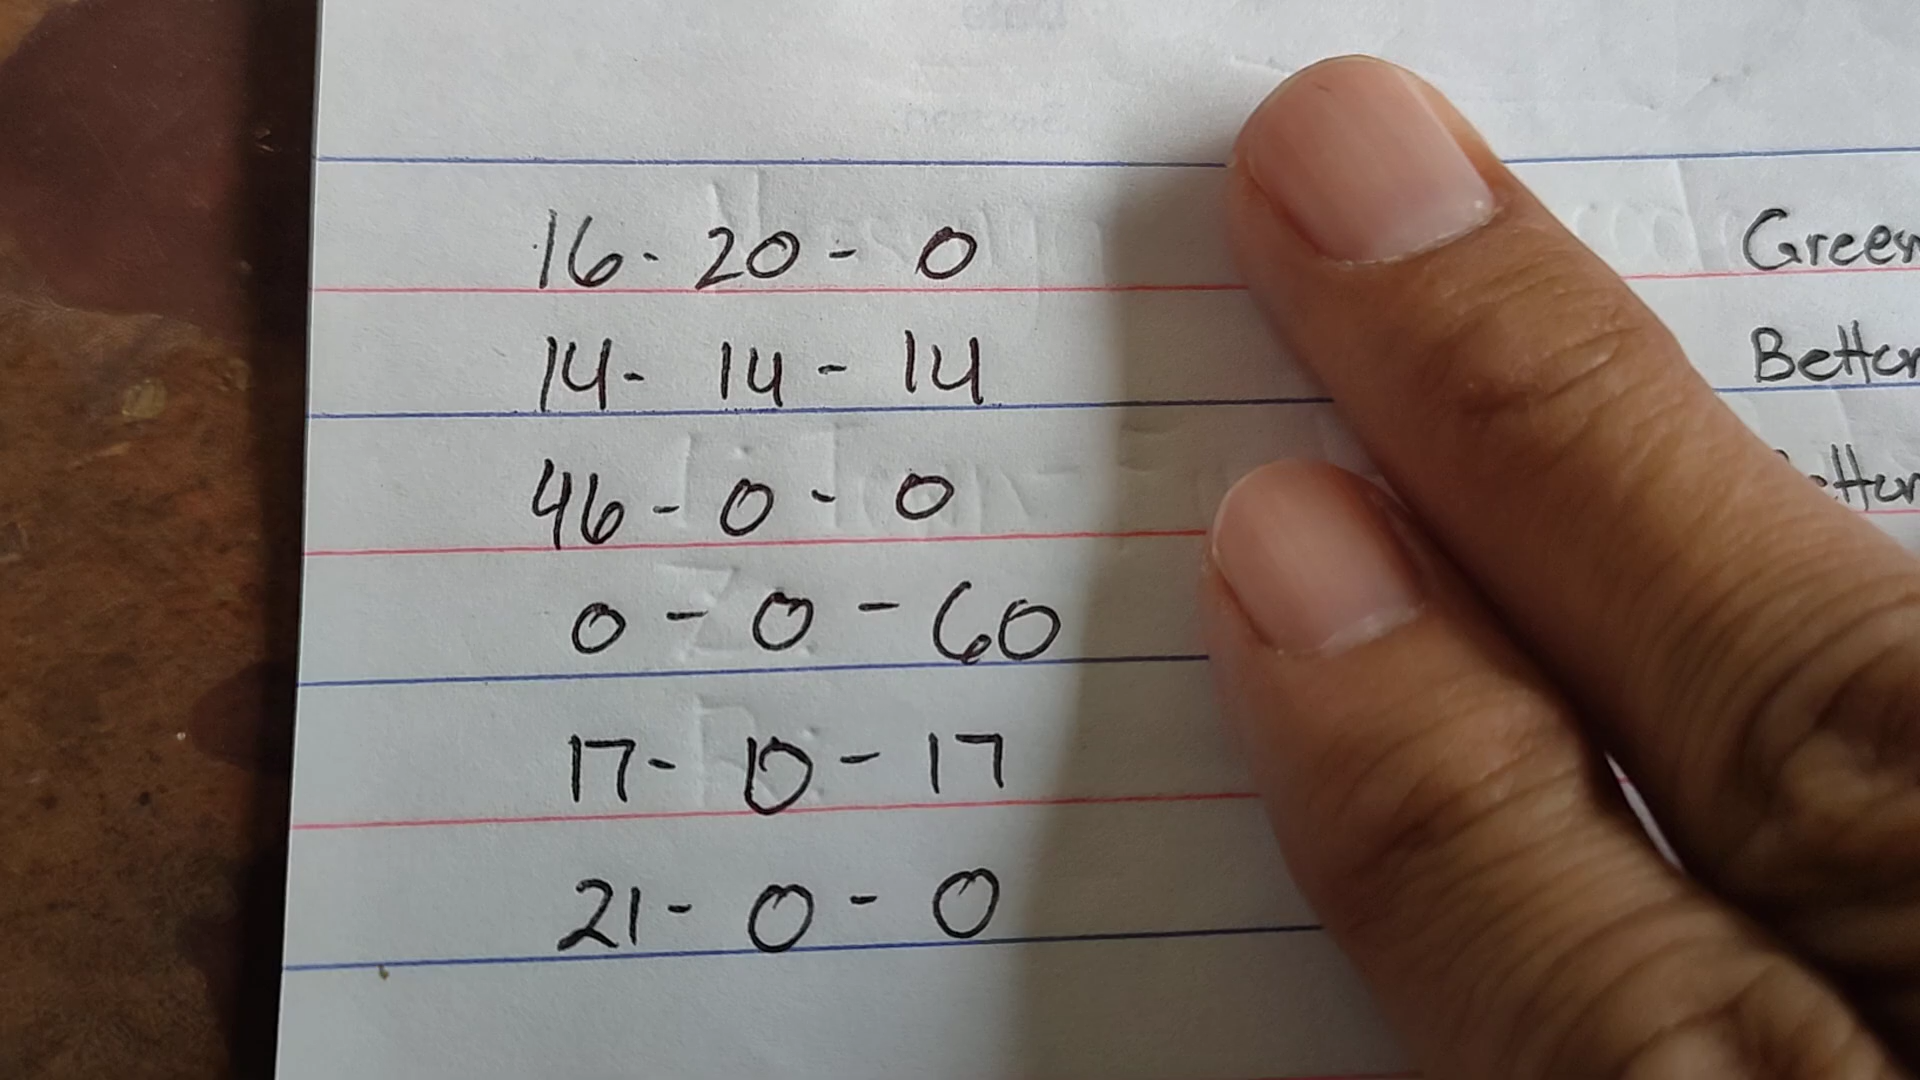 16 - 20 - 0 Green
14 - 14 - 14 Better
46 - 0 - 0
0 - 0 - 60
17 - 0 - 17
21 - 0 - 0